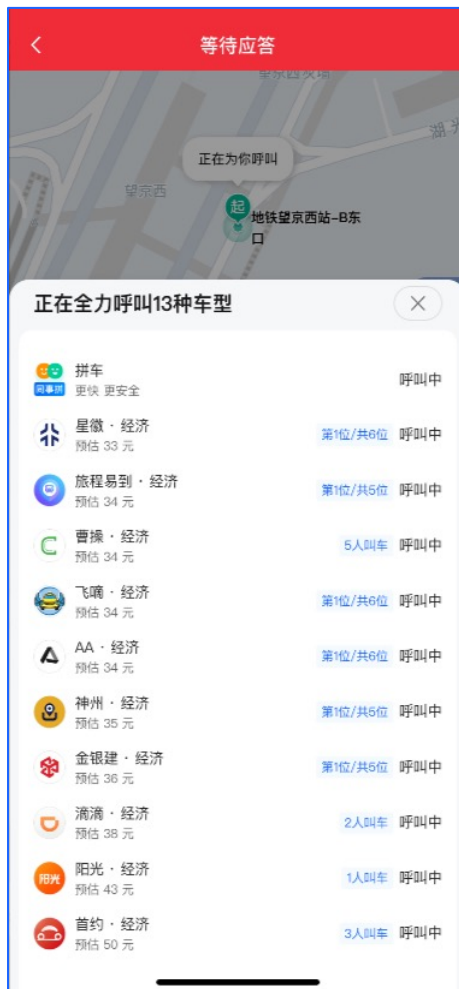 等待应答
望京西
正在为你呼叫
起
地铁望京西站-B东
口
正在全力呼叫13种车型
拼车
同事拼
更快 更安全
呼叫中
星徽 · 经济
预估 33 元
第1位/共6位 呼叫中
旅程易到 · 经济
预估 34 元
第1位/共5位 呼叫中
曹操 · 经济
预估 34 元
5人叫车 呼叫中
飞嘀 · 经济
预估 34 元
第1位/共6位 呼叫中
AA · 经济
预估 34 元
第1位/共6位 呼叫中
神州 · 经济
预估 35 元
第1位/共5位 呼叫中
金银建 · 经济
预估 36 元
第1位/共5位 呼叫中
滴滴 · 经济
预估 38 元
2人叫车 呼叫中
阳光
阳光 · 经济
预估 43 元
1人叫车 呼叫中
首约 · 经济
预估 50 元
3人叫车 呼叫中